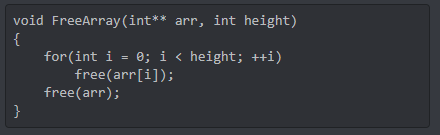 void FreeArray(int** arr, int height)
{
    for(int i = 0; i < height; ++i)
        free(arr[i]);
    free(arr);
}